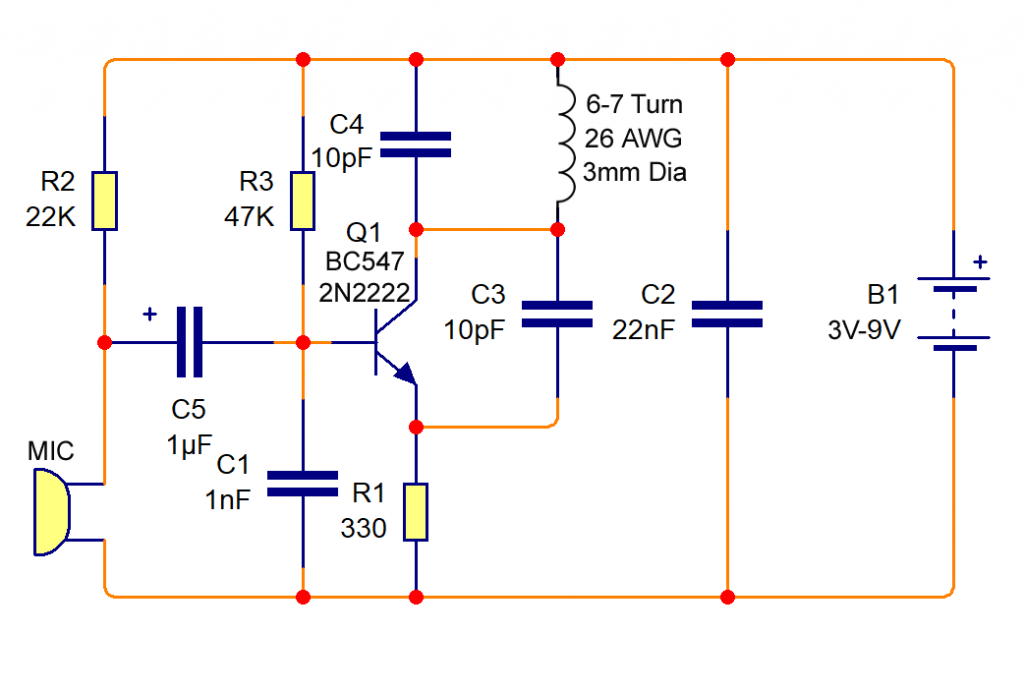 C4
10pF
6-7 Turn
26 AWG
3mm Dia
R2
22K
R3
47K
Q1
BC547
2N2222
+
C3
10pF
C2
22nF
+
B1
3V-9V
C5
1µF
MIC
C1
1nF
R1
330